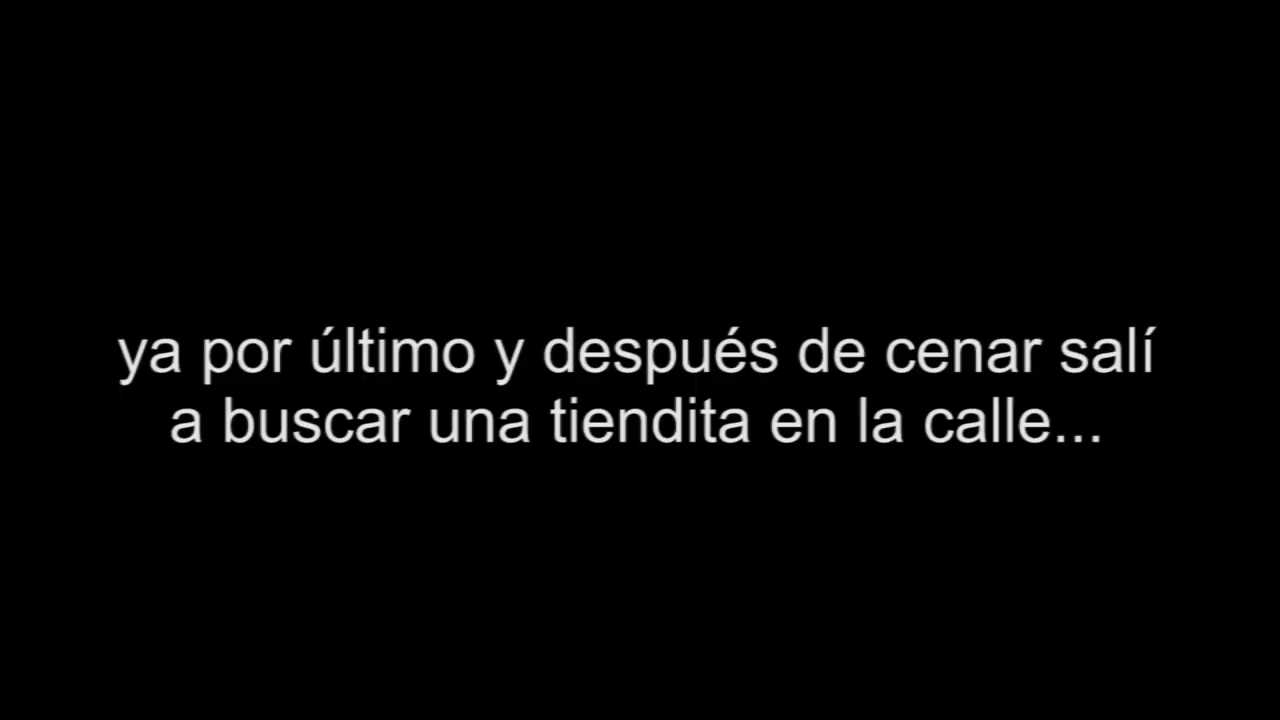 ya por último y después de cenar salí
a buscar una tiendita en la calle...